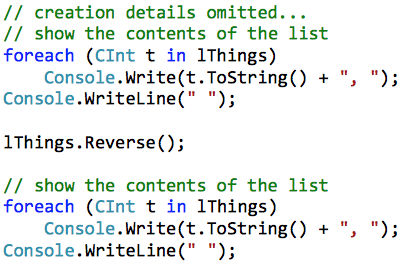 // creation details omitted...
// show the contents of the list
foreach (CInt t in lThings)
    Console.Write(t.ToString() + ", ");
Console.WriteLine(" ");

lThings.Reverse();

// show the contents of the list
foreach (CInt t in lThings)
    Console.Write(t.ToString() + ", ");
Console.WriteLine(" ");